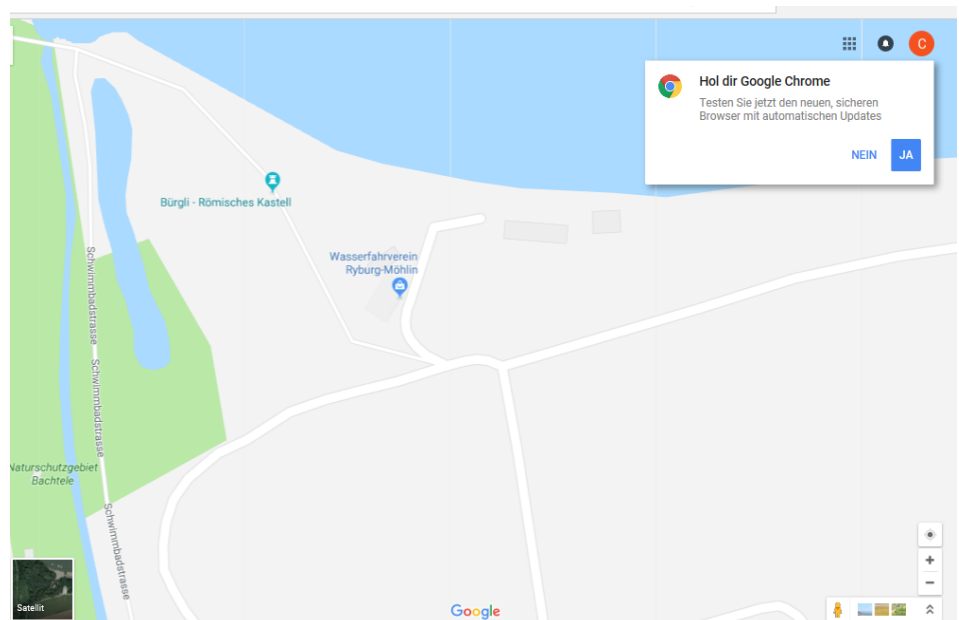 C
Hol dir Google Chrome
Testen Sie jetzt den neuen, sicheren
Browser mit automatischen Updates
NEIN
JA
Bürgli - Römisches Kastell
Wasserfahrverein
Ryburg-Möhlin
Schwimmbadstrasse
Schwimmbadstrasse
Naturschutzgebiet
Bachtele
Schwimmbadstrasse
Satellit
Google